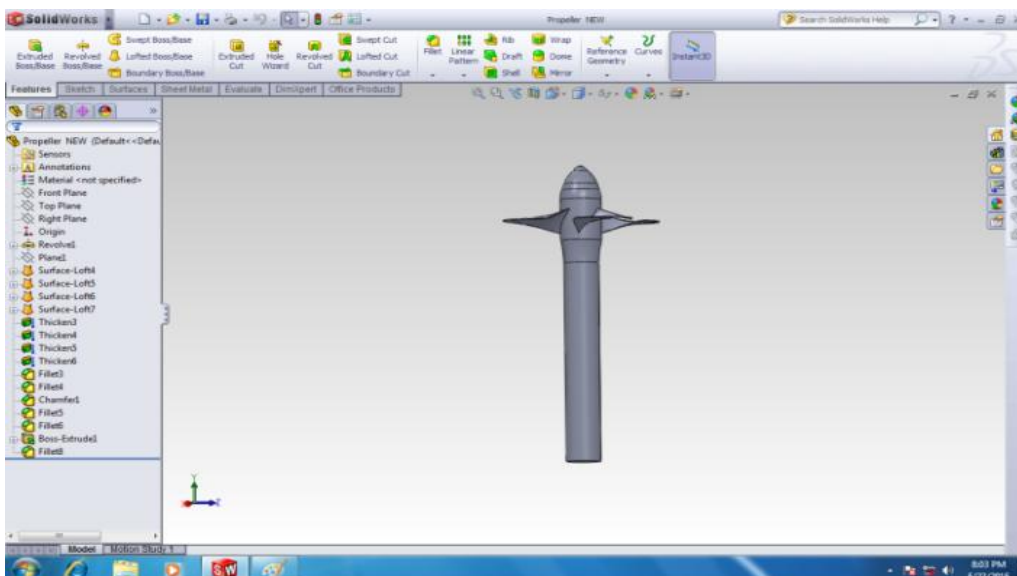 SolidWorks
Propeller NEW
Search SolidWorks Help
Extruded Boss/Base
Revolved Boss/Base
Swept Boss/Base
Lofted Boss/Base
Boundary Boss/Base
Extruded Cut
Hole Wizard
Revolved Cut
Swept Cut
Lofted Cut
Boundary Cut
Fillet
Linear Pattern
Rib
Draft
Shell
Wrap
Dome
Mirror
Reference Geometry
Curves
Instant3D
Features Sketch Surfaces Sheet Metal Evaluate DimXpert Office Products
Propeller NEW (Default<<Defau
Sensors
Annotations
Material <not specified>
Front Plane
Top Plane
Right Plane
Origin
Revolve1
Plane1
Surface-Loft4
Surface-Loft5
Surface-Loft6
Surface-Loft7
Thicken3
Thicken4
Thicken5
Thicken6
Fillet3
Fillet4
Chamfer1
Fillet5
Fillet6
Boss-Extrude1
Fillet8
Model Motion Study 1
8:03 PM